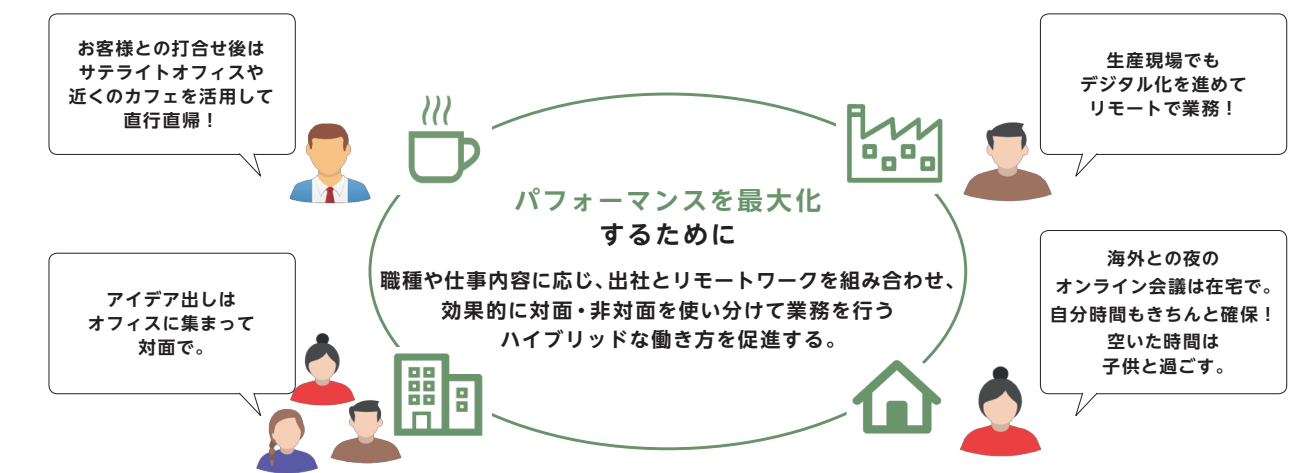 お客様との打合せ後は
サテライトオフィスや
近くのカフェを活用して
直行直帰！
生産現場でも
デジタル化を進めて
リモートで業務！
パフォーマンスを最大化
するために
職種や仕事内容に応じ、出社とリモートワークを組み合わせ、
効果的に対面・非対面を使い分けて業務を行う
ハイブリッドな働き方を促進する。
アイデア出しは
オフィスに集まって
対面で。
海外との夜の
オンライン会議は在宅で。
自分時間もきちんと確保！
空いた時間は
子供と過ごす。